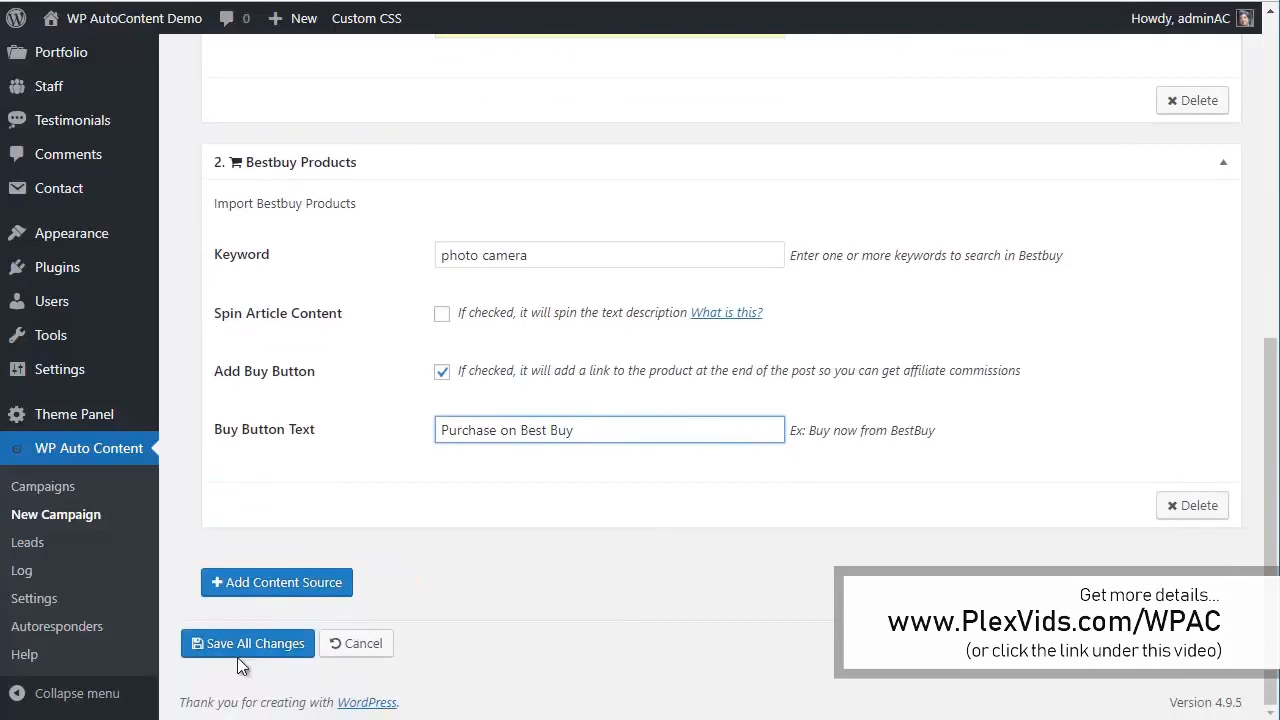 WP AutoContent Demo 0 New Custom CSS Howdy, adminAC
Portfolio
Staff
Testimonials
Comments
Contact
Appearance
Plugins
Users
Tools
Settings
Theme Panel
WP Auto Content
Campaigns
New Campaign
Leads
Log
Settings
Autoresponders
Help
Collapse menu
Delete
2. Bestbuy Products
Import Bestbuy Products
Keyword photo camera Enter one or more keywords to search in Bestbuy
Spin Article Content If checked, it will spin the text description What is this?
Add Buy Button If checked, it will add a link to the product at the end of the post so you can get affiliate commissions
Buy Button Text Purchase on Best Buy Ex: Buy now from BestBuy
Delete
Add Content Source
Save All Changes Cancel
Get more details...
www.PlexVids.com/WPAC
(or click the link under this video)
Thank you for creating with WordPress. Version 4.9.5